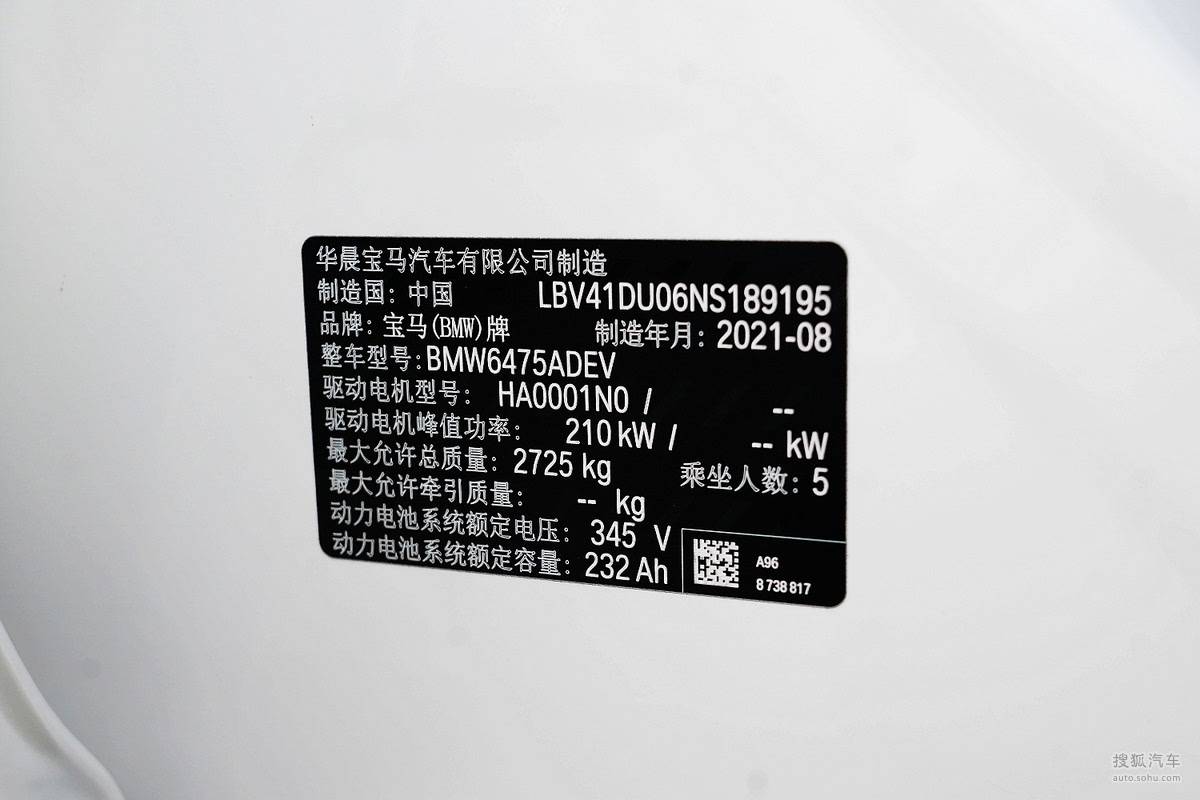 华晨宝马汽车有限公司制造
制造国：中国 LBV41DU06NS189195
品牌：宝马(BMW)牌 制造年月：2021-08
整车型号:BMW6475ADEV
驱动电机型号： HA0001N0 / --
驱动电机峰值功率： 210 kW / -- kW
最大允许总质量：2725 kg 乘坐人数：5
最大允许牵引质量： -- kg
动力电池系统额定电压： 345 V
动力电池系统额定容量：232 Ah
A96
8 738 817
搜狐汽车
auto.sohu.com